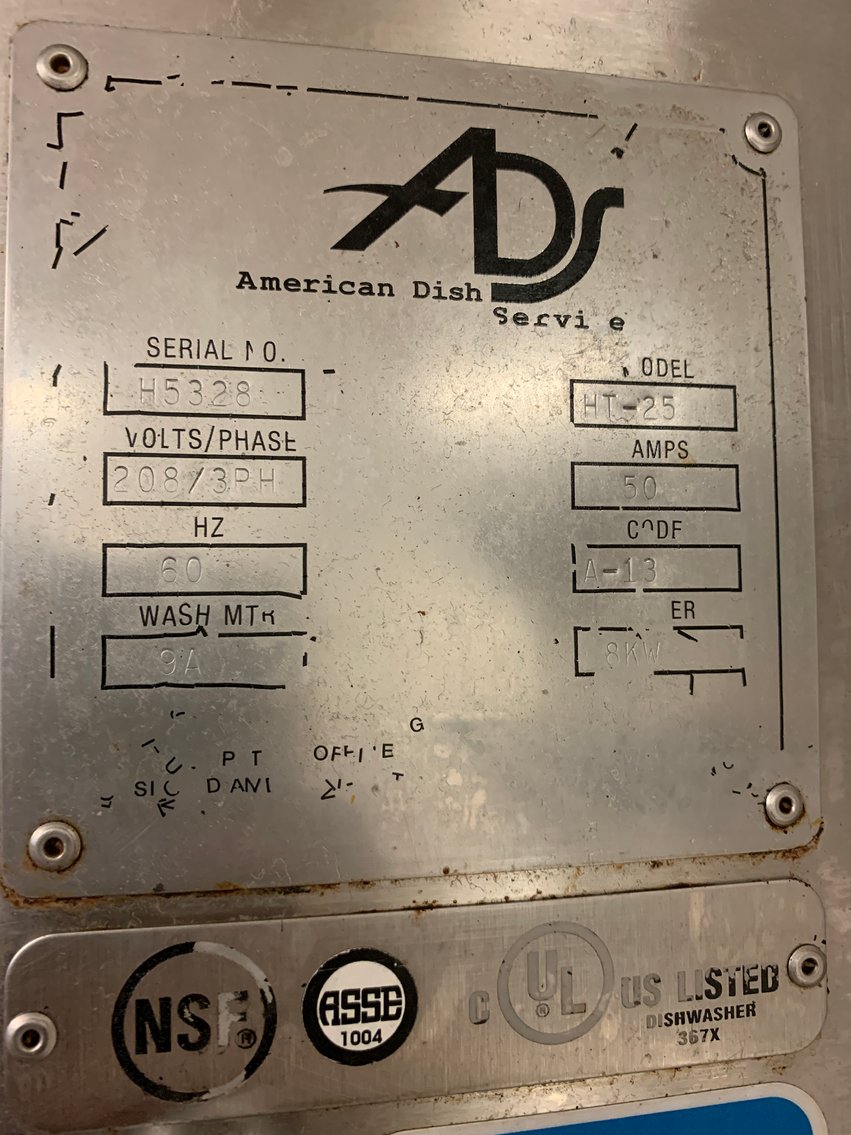 ADS
American Dish
Servi e
SERIAL NO.
H5328
ODEL
HT-25
VOLTS/PHASE
208/3PH
AMPS
50
HZ
60
A-13
WASH MTR
9A
ER
8KW
NSF®
ASSE
1004
C UL® US LISTED
DISHWASHER
367X